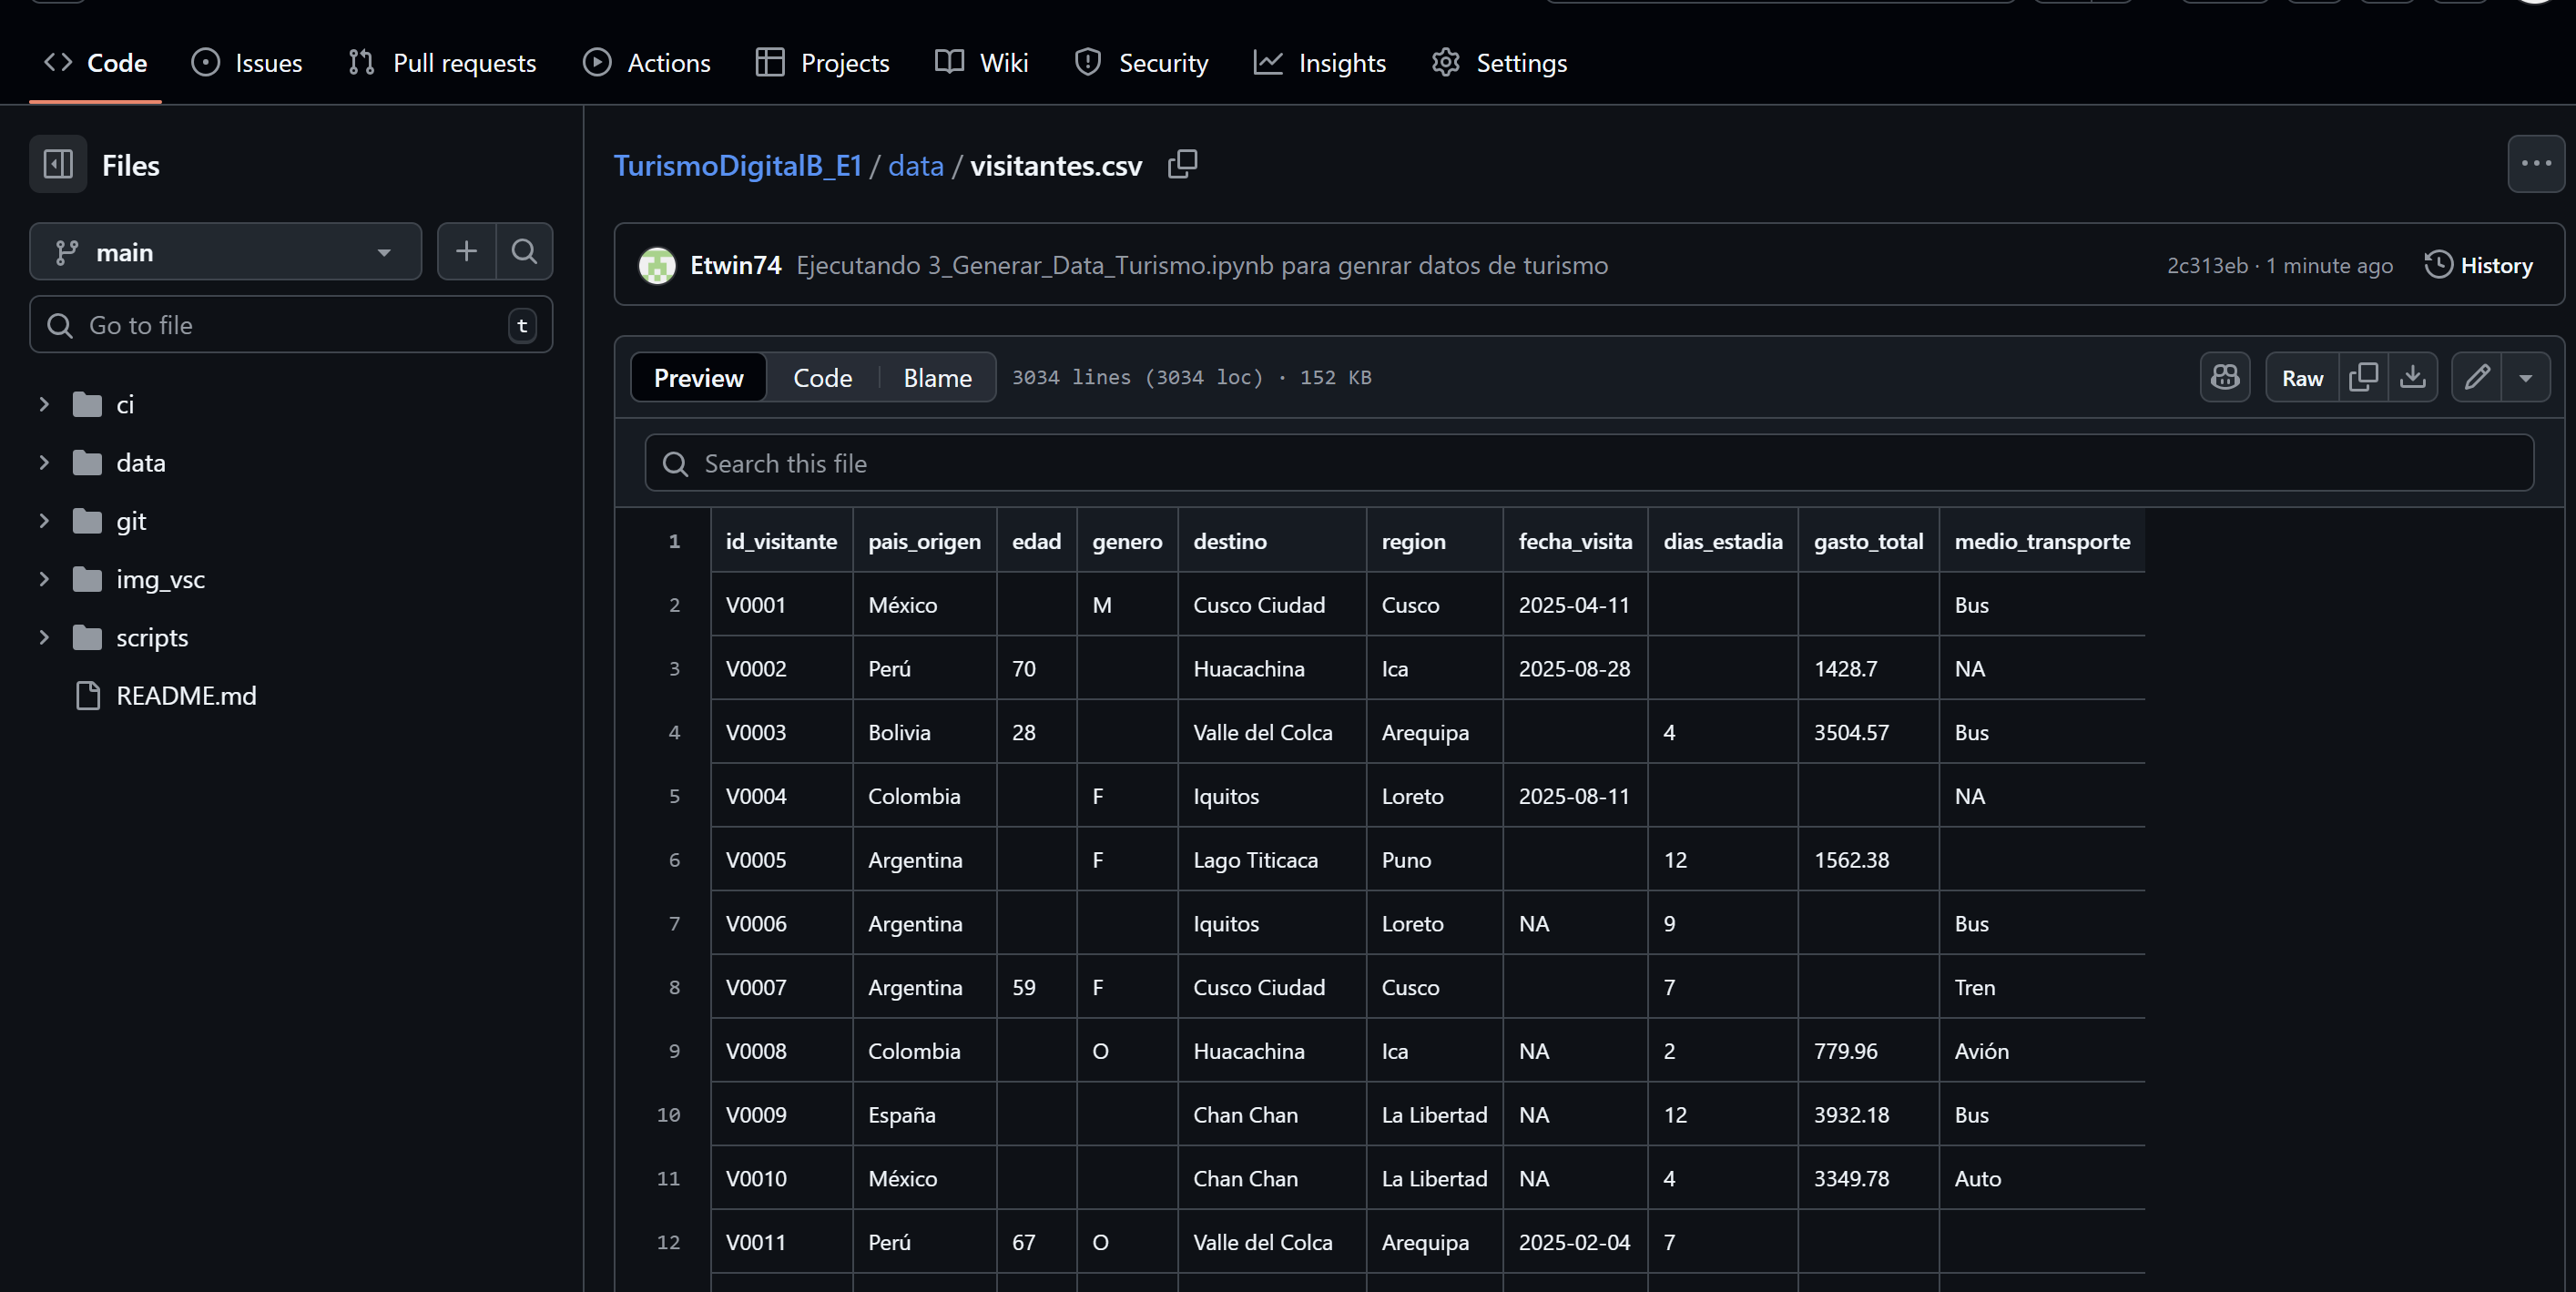 Code Issues Pull requests Actions Projects Wiki Security Insights Settings
Files
main
Go to file t
ci
data
git
img_vsc
scripts
README.md
TurismoDigitalB_E1 / data / visitantes.csv
Etwin74 Ejecutando 3_Generar_Data_Turismo.ipynb para genrar datos de turismo 2c313eb · 1 minute ago History
Preview Code Blame 3034 lines (3034 loc) · 152 KB Raw
Search this file
1 id_visitante pais_origen edad genero destino region fecha_visita dias_estadia gasto_total medio_transporte
2 V0001 México M Cusco Ciudad Cusco 2025-04-11 Bus
3 V0002 Perú 70 Huacachina Ica 2025-08-28 1428.7 NA
4 V0003 Bolivia 28 Valle del Colca Arequipa 4 3504.57 Bus
5 V0004 Colombia F Iquitos Loreto 2025-08-11 NA
6 V0005 Argentina F Lago Titicaca Puno 12 1562.38
7 V0006 Argentina Iquitos Loreto NA 9 Bus
8 V0007 Argentina 59 F Cusco Ciudad Cusco 7 Tren
9 V0008 Colombia O Huacachina Ica NA 2 779.96 Avión
10 V0009 España Chan Chan La Libertad NA 12 3932.18 Bus
11 V0010 México Chan Chan La Libertad NA 4 3349.78 Auto
12 V0011 Perú 67 O Valle del Colca Arequipa 2025-02-04 7